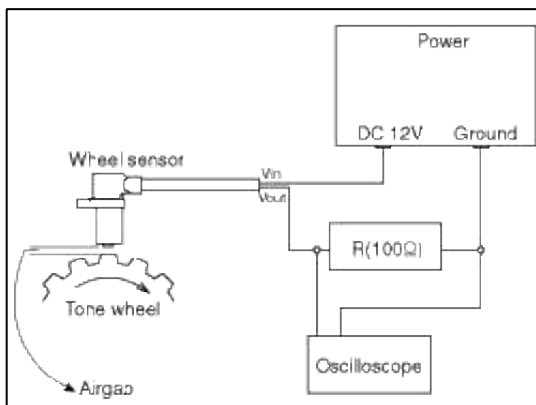 Power
DC 12V Ground
Wheel sensor
Vin
Vout
R(100Ω)
Tone wheel
Oscilloscope
Airgap